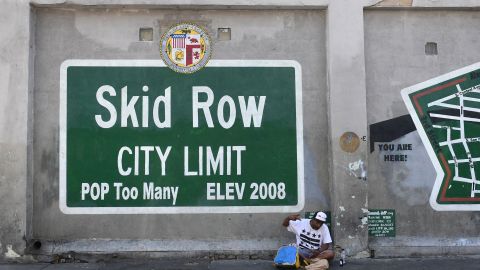 Skid Row
CITY LIMIT
POP Too Many ELEV 2008
YOU ARE
HERE!